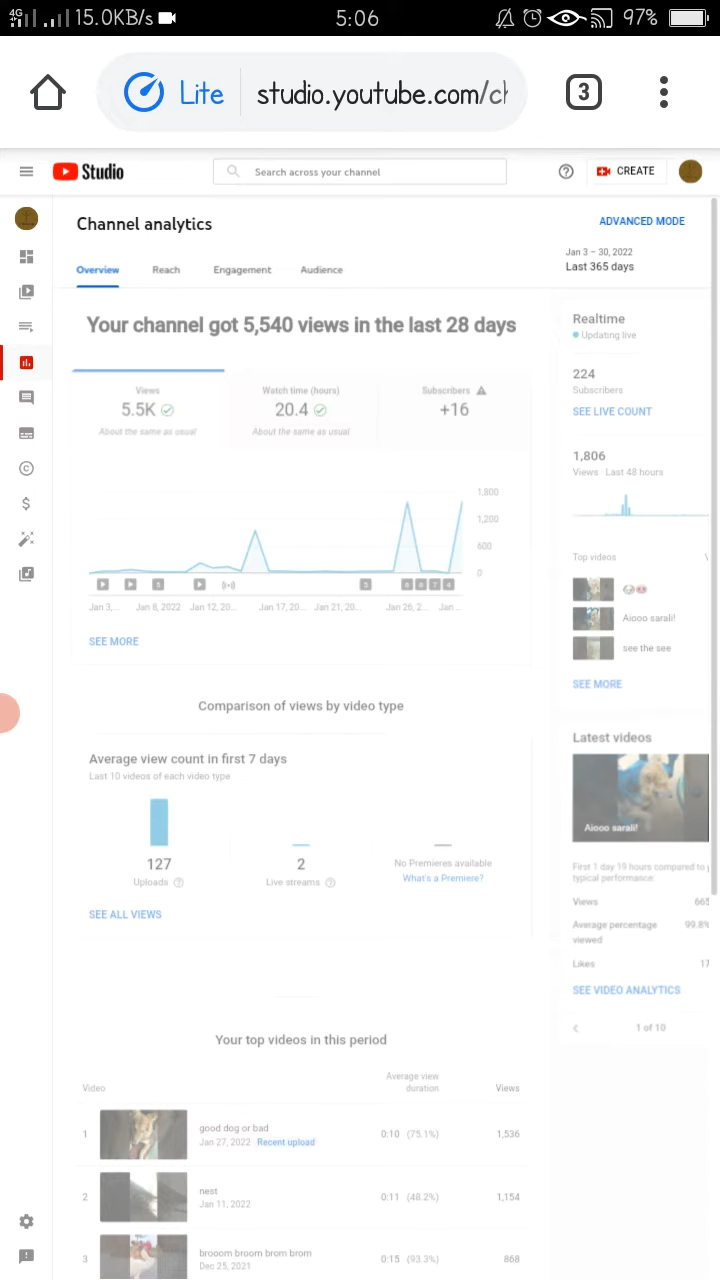 4G 15.0KB/s 5:06 97%
Lite studio.youtube.com/cl 3
Studio Search across your channel CREATE
Channel analytics ADVANCED MODE
Jan 3 – 30, 2022
Last 365 days
Overview Reach Engagement Audience
Your channel got 5,540 views in the last 28 days
Views Watch time (hours) Subscribers
5.5K 20.4 +16
About the same as usual About the same as usual
1,800
1,200
600
0
5 5 6 6 7 4
Jan 3,... Jan 8, 2022 Jan 12, 20... Jan 17, 20... Jan 21, 20... Jan 26, 2... Jan...
SEE MORE
Comparison of views by video type
Average view count in first 7 days
Last 10 videos of each video type
127 2 No Premieres available
Uploads Live streams What's a Premiere?
SEE ALL VIEWS
Your top videos in this period
Video Average view duration Views
1 good dog or bad 0:10 (75.1%) 1,536
Jan 27, 2022 Recent upload
2 nest 0:11 (48.2%) 1,154
Jan 11, 2022
3 brooom broom brom brom 0:15 (93.3%) 868
Dec 25, 2021
Realtime
Updating live
224
Subscribers
SEE LIVE COUNT
1,806
Views · Last 48 hours
Top videos
Aiooo sarali!
see the see
SEE MORE
Latest videos
Aiooo sarali!
First 1 day 19 hours compared to
typical performance:
Views 665
Average percentage 99.8%
viewed
Likes 17
SEE VIDEO ANALYTICS
1 of 10